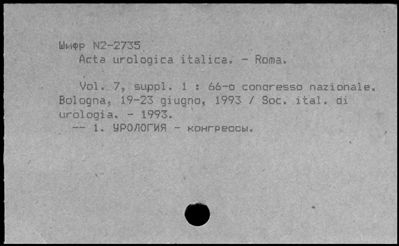 Шифр N2-2735
Acta urologica italica. - Roma.
Vol. 7, suppl. 1 : 66-o congresso nazionale.
Bologna, 19-23 giugno, 1993 / Soc. ital. di
urologia. - 1993.
-- 1. УРОЛОГИЯ - конгрессы.